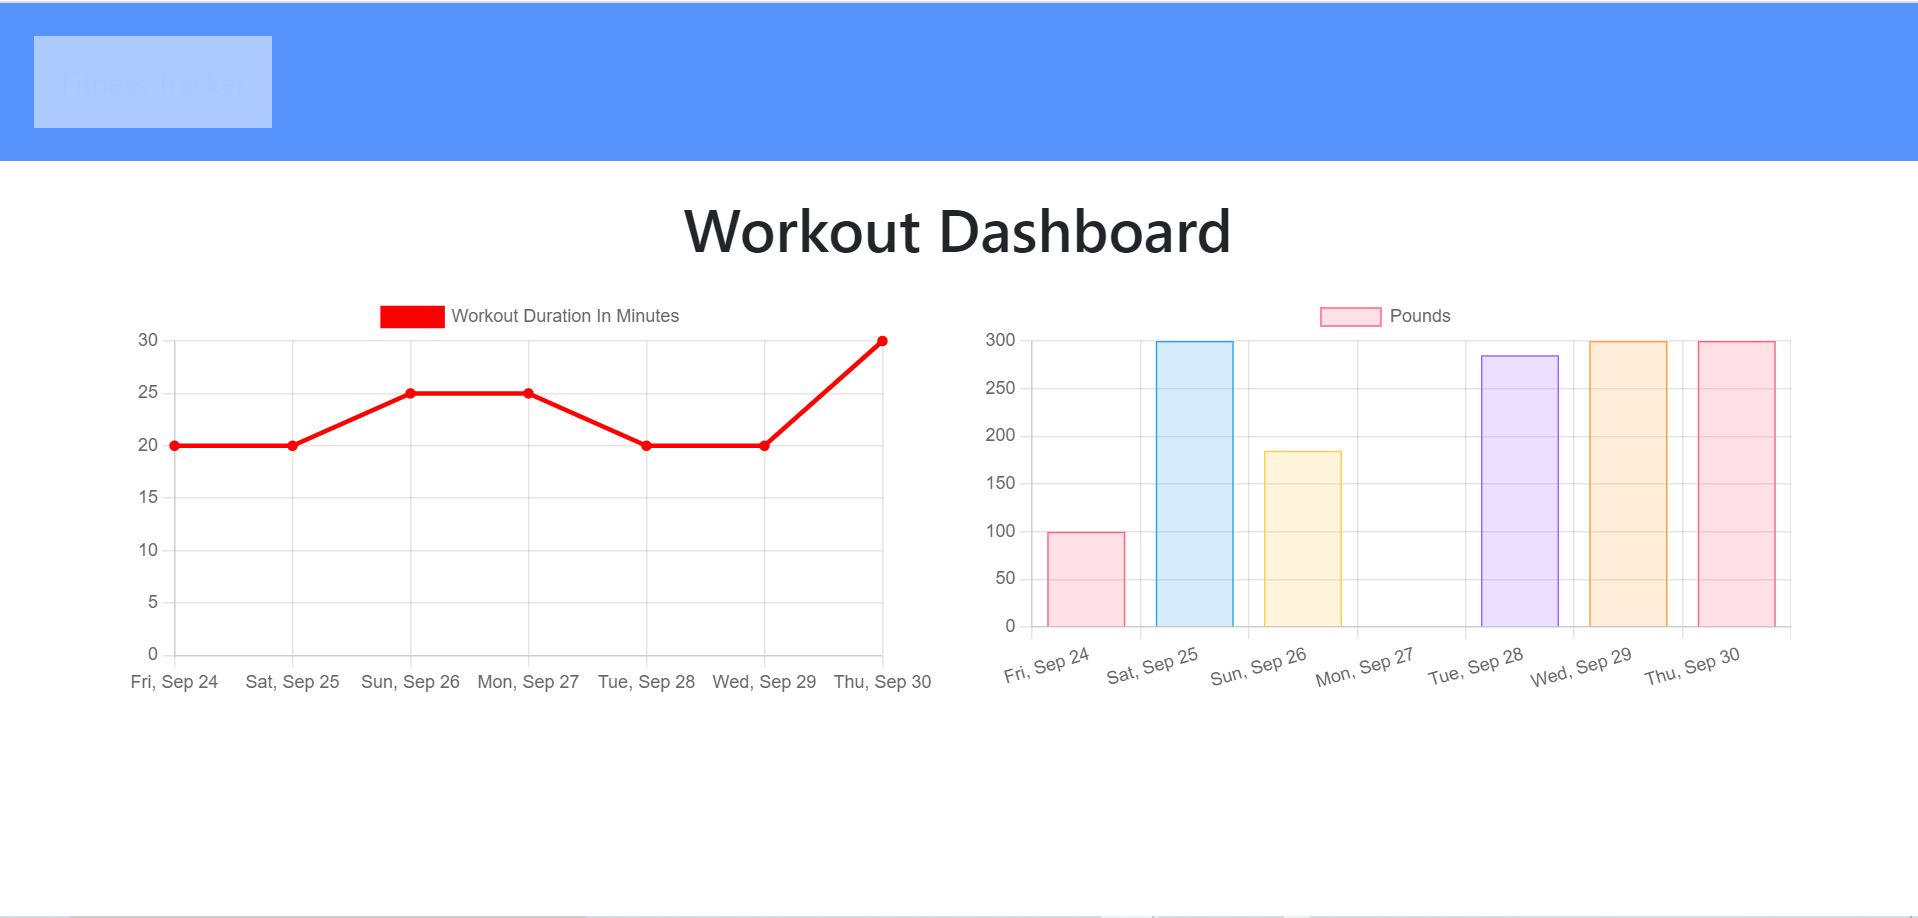 Fitness Tracker
Workout Dashboard
Workout Duration In Minutes
30
25
20
15
10
5
0
Fri, Sep 24 Sat, Sep 25 Sun, Sep 26 Mon, Sep 27 Tue, Sep 28 Wed, Sep 29 Thu, Sep 30
Pounds
300
250
200
150
100
50
0
Fri, Sep 24 Sat, Sep 25 Sun, Sep 26 Mon, Sep 27 Tue, Sep 28 Wed, Sep 29 Thu, Sep 30